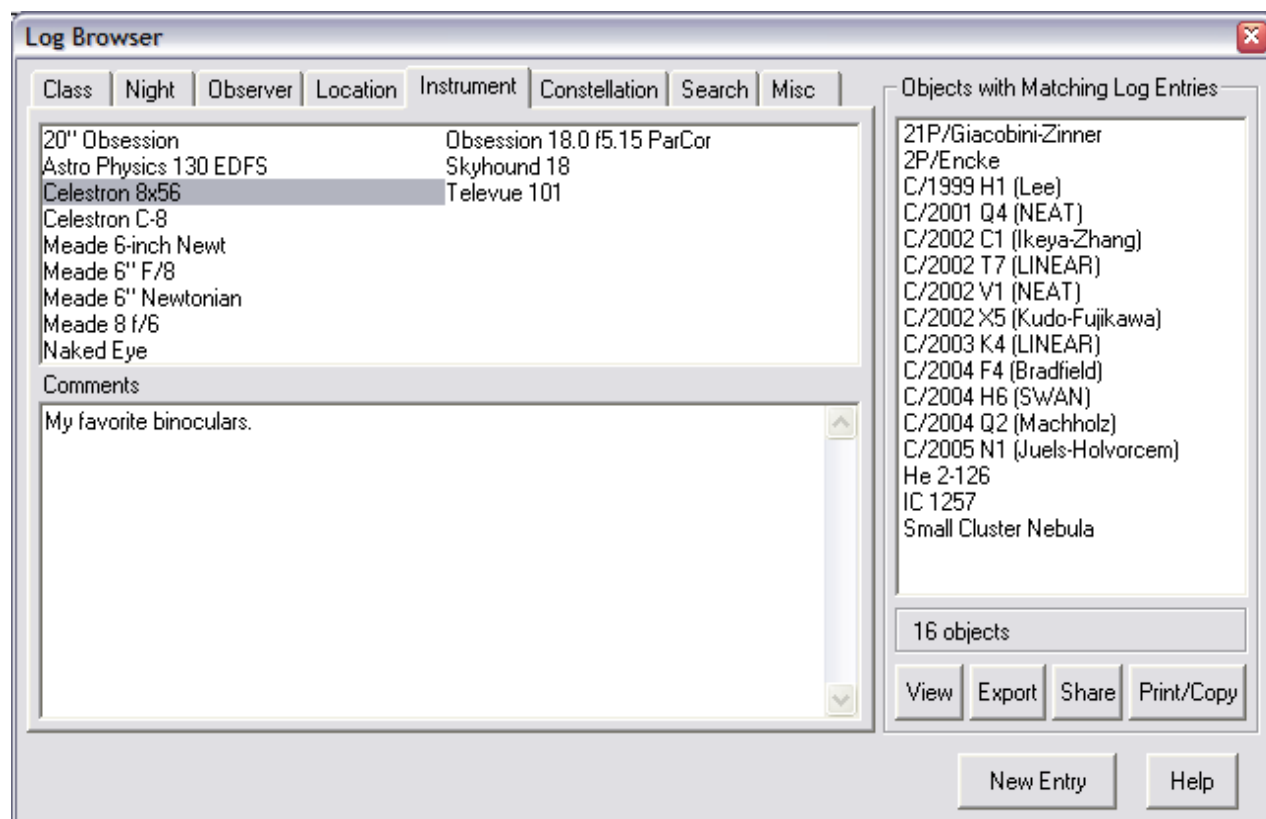 Log Browser
Class Night Observer Location Instrument Constellation Search Misc
20" Obsession
Astro Physics 130 EDFS
Celestron 8x56
Celestron C-8
Meade 6-inch Newt
Meade 6" F/8
Meade 6" Newtonian
Meade 8 f/6
Naked Eye
Obsession 18.0 f5.15 ParCor
Skyhound 18
Televue 101
Comments
My favorite binoculars.
Objects with Matching Log Entries
21P/Giacobini-Zinner
2P/Encke
C/1999 H1 (Lee)
C/2001 Q4 (NEAT)
C/2002 C1 (Ikeya-Zhang)
C/2002 T7 (LINEAR)
C/2002 V1 (NEAT)
C/2002 X5 (Kudo-Fujikawa)
C/2003 K4 (LINEAR)
C/2004 F4 (Bradfield)
C/2004 H6 (SWAN)
C/2004 Q2 (Machholz)
C/2005 N1 (Juels-Holvorcem)
He 2-126
IC 1257
Small Cluster Nebula
16 objects
View Export Share Print/Copy
New Entry Help